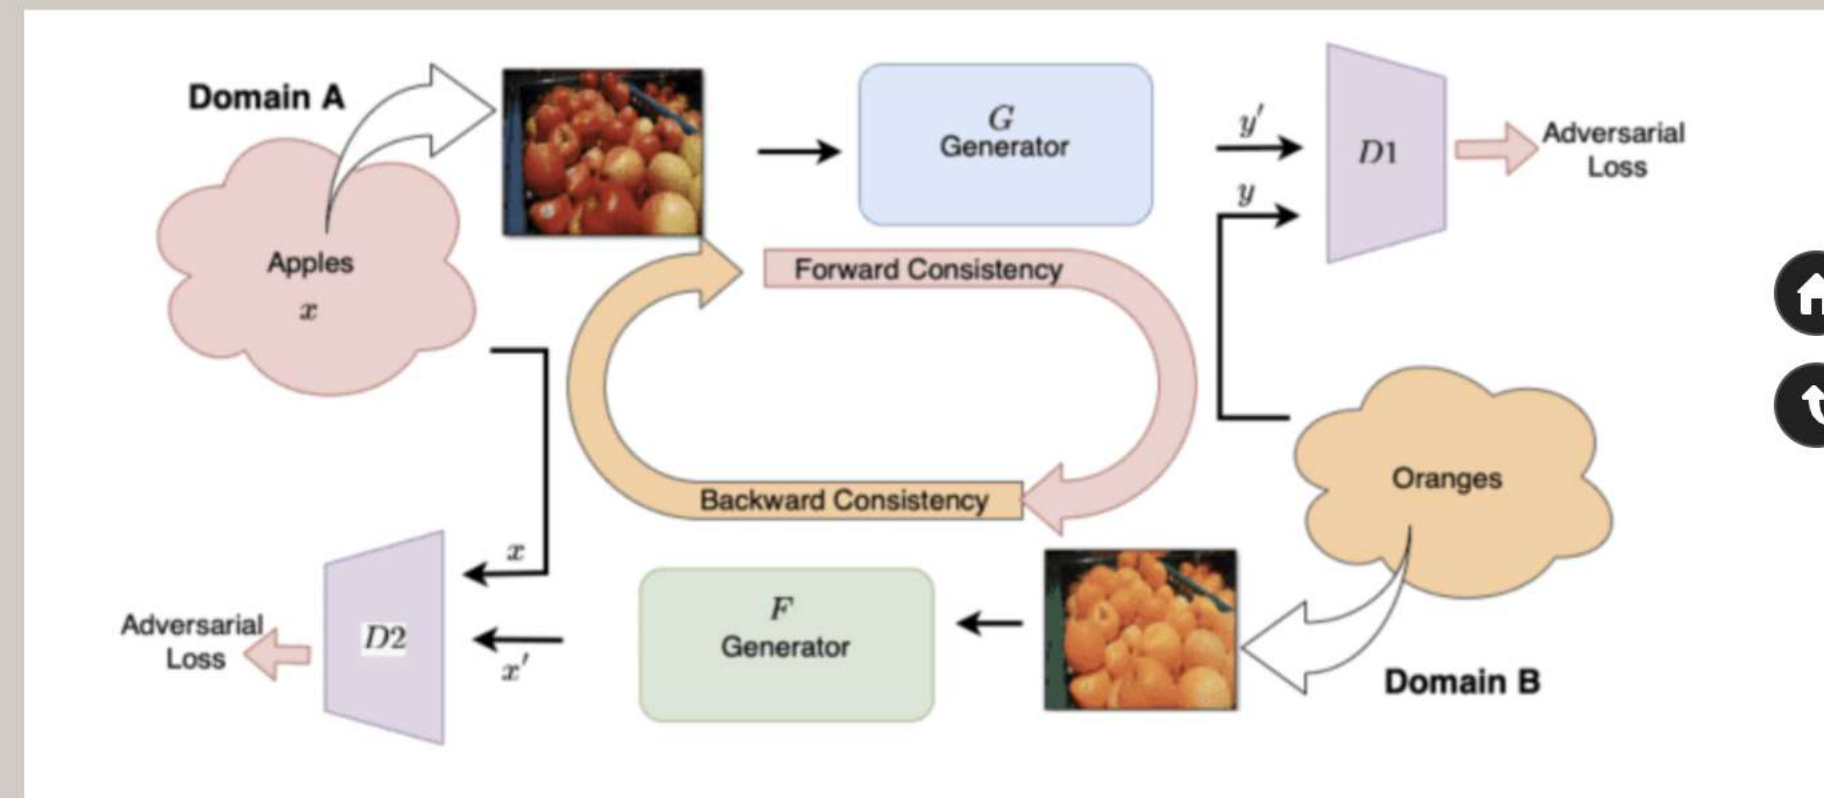 Domain A
Apples
x
G
Generator
y′
y
D1
Adversarial
Loss
Forward Consistency
Backward Consistency
Oranges
Domain B
x
x′
F
Generator
D2
Adversarial
Loss